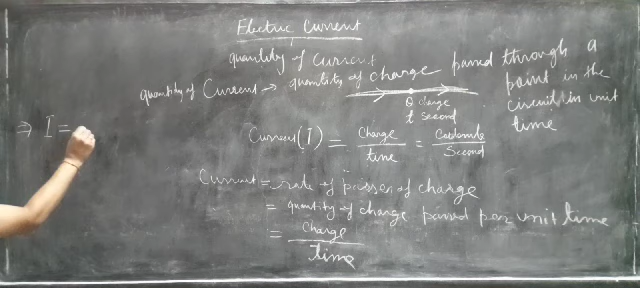 Electric Current
quantity of current
quantity of Current → quantity of charge passed through a
point in the
circuit in unit
time
Q charge
t second
Current (I) = Charge / time = Coulomb / Second
Current = rate of passes of charge
= quantity of charge passed per unit time
= Charge / time
⇒ I =